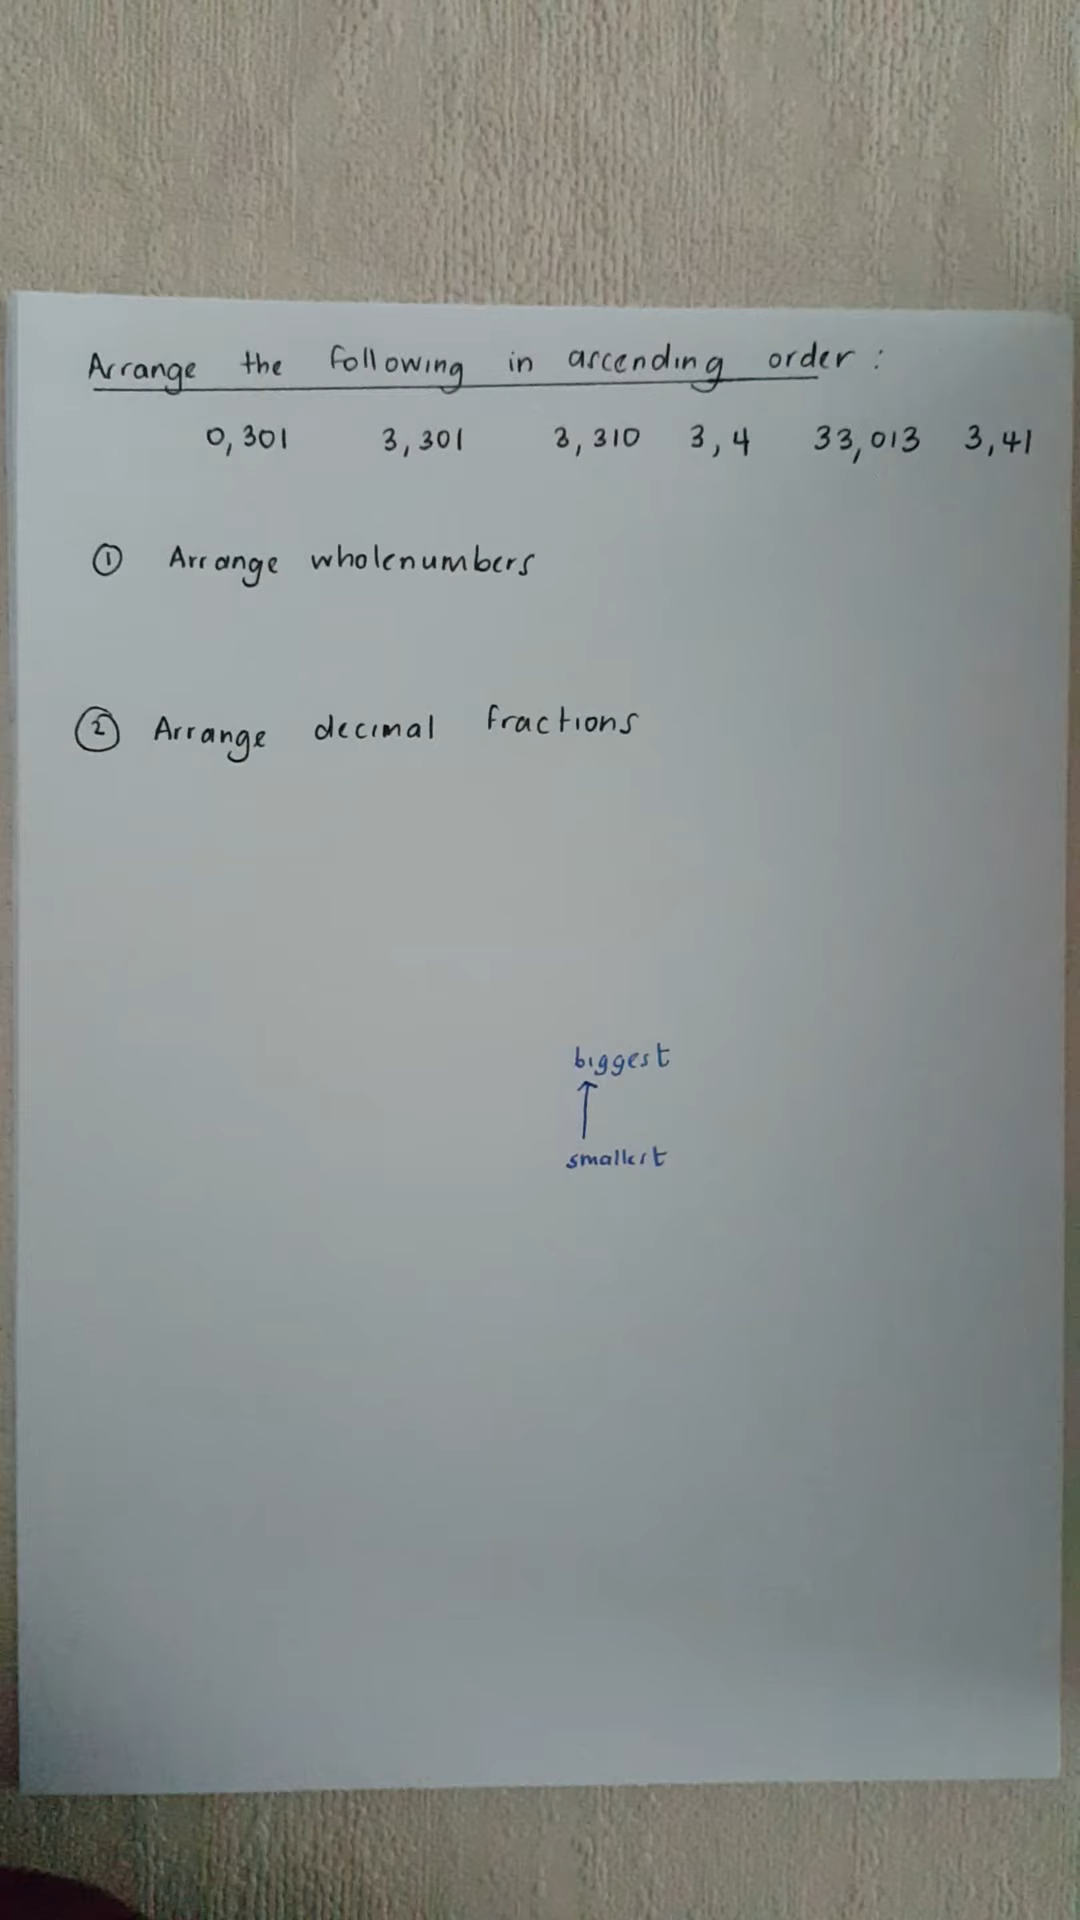 Arrange the following in ascending order :
0,301 3,301 3,310 3,4 33,013 3,41
① Arrange wholenumbers
② Arrange decimal fractions
biggest
↑
smallest